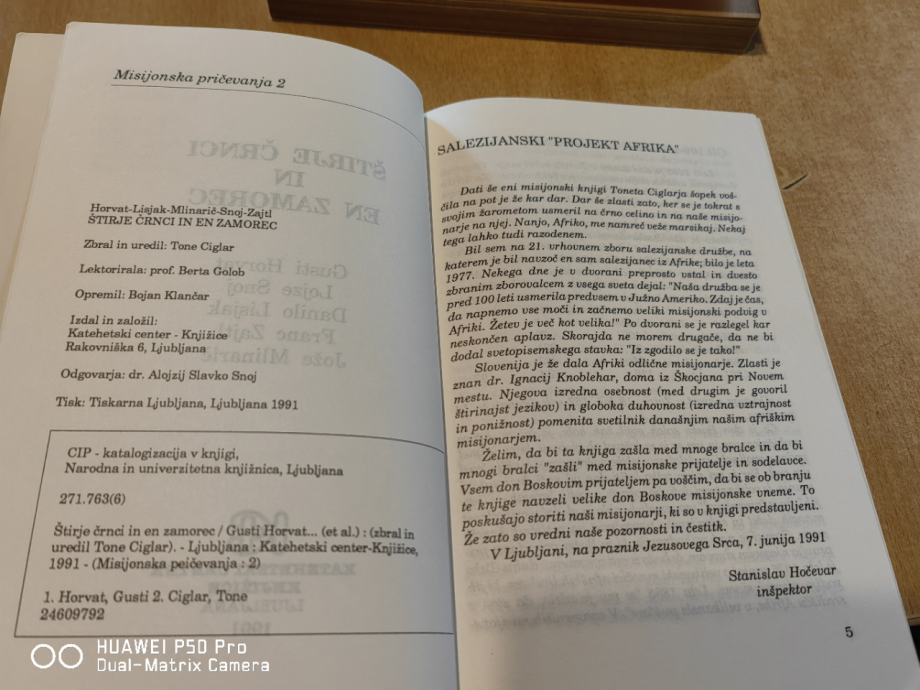 Misijonska pričevanja 2
Horvat-Lisjak-Mlinarič-Snoj-Zajtl
ŠTIRJE ČRNCI IN EN ZAMOREC
Zbral in uredil: Tone Ciglar
Lektorirala: prof. Berta Golob
Opremil: Bojan Klančar
Izdal in založil:
Katehetski center - Knjižice
Rakovniška 6, Ljubljana
Odgovarja: dr. Alojzij Slavko Snoj
Tisk: Tiskarna Ljubljana, Ljubljana 1991
CIP - katalogizacija v knjigi,
Narodna in univerzitetna knjižnica, Ljubljana
271.763(6)
Štirje črnci in en zamorec / Gusti Horvat... (et al.) : (zbral in
uredil Tone Ciglar). - Ljubljana : Katehetski center-Knjižice,
1991 - (Misijonska peičevanja : 2)
1. Horvat, Gusti 2. Ciglar, Tone
24609792
SALEZIJANSKI "PROJEKT AFRIKA"
Dati še eni misijonski knjigi Toneta Ciglarja šopek voš-
čila na pot je že kar dar. Dar še zlasti zato, ker se je tokrat s
svojim žarometom usmeril na črno celino in na naše misijo-
narje na njej. Nanjo, Afriko, me namreč veže marsikaj. Nekaj
tega lahko tudi razodenem.
Bil sem na 21. vrhovnem zboru salezijanske družbe, na
katerem je bil navzoč en sam salezijanec iz Afrike; bilo je leta
1977. Nekega dne je v dvorani preprosto vstal in dvesto
zbranim zborovalcem z vsega sveta dejal: "Naša družba se je
pred 100 leti usmerila predvsem v Južno Ameriko. Zdaj je čas,
da napnemo vse moči in začnemo veliki misijonski podvig v
Afriki. Žetev je več kot velika!" Po dvorani se je razlegel kar
neskončen aplavz. Skorajda ne morem drugače, da ne bi
dodal svetopisemskega stavka: "Iz zgodilo se je tako!"
Slovenija je že dala Afriki odlične misijonarje. Zlasti je
znan dr. Ignacij Knoblehar, doma iz Škocjana pri Novem
mestu. Njegova izredna osebnost (med drugim je govoril
štirinajst jezikov) in globoka duhovnost (izredna vztrajnost
in ponižnost) pomenita svetilnik današnjim našim afriškim
misijonarjem.
Želim, da bi ta knjiga zašla med mnoge bralce in da bi
mnogi bralci "zašli" med misijonske prijatelje in sodelavce.
Vsem don Boskovim prijateljem pa voščim, da bi se ob branju
te knjige navzeli velike don Boskove misijonske vneme. To
poskušajo storiti naši misijonarji, ki so v knjigi predstavljeni.
Že zato so vredni naše pozornosti in čestitk.
V Ljubljani, na praznik Jezusovega Srca, 7. junija 1991
Stanislav Hočevar
inšpektor
5
HUAWEI P50 Pro
Dual-Matrix Camera